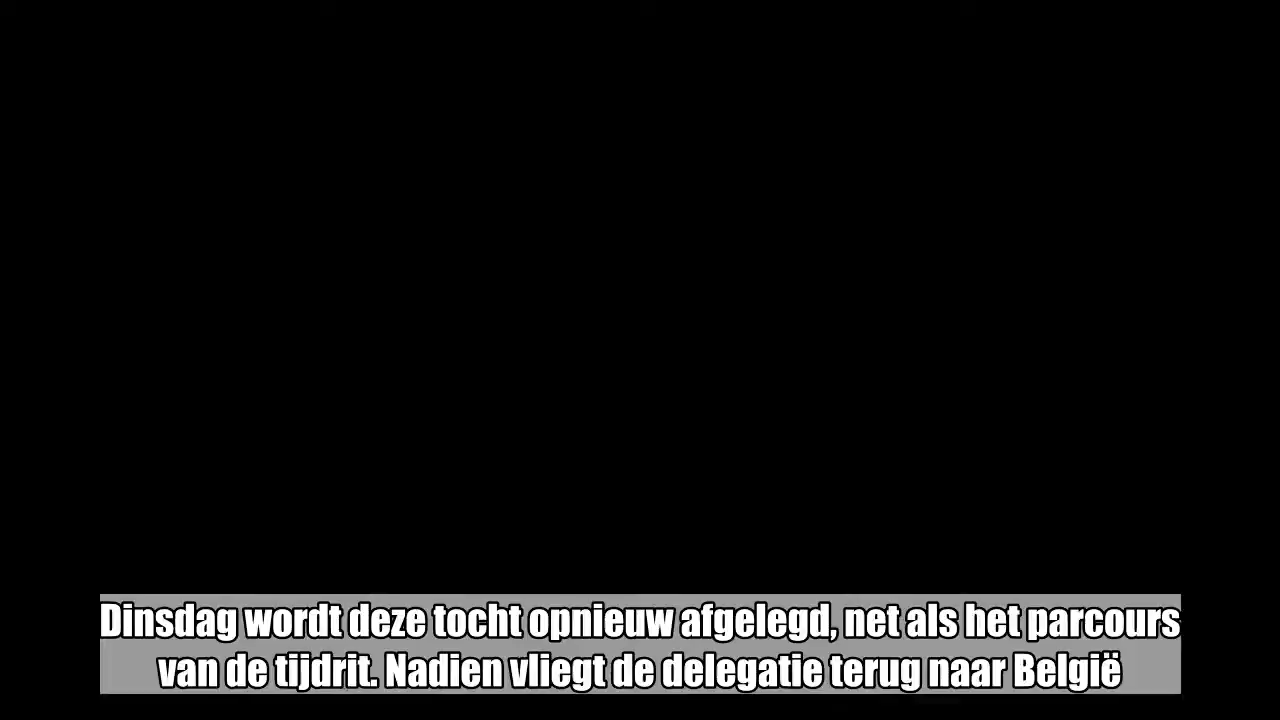 Dinsdag wordt deze tocht opnieuw afgelegd, net als het parcours
van de tijdrit. Nadien vliegt de delegatie terug naar België